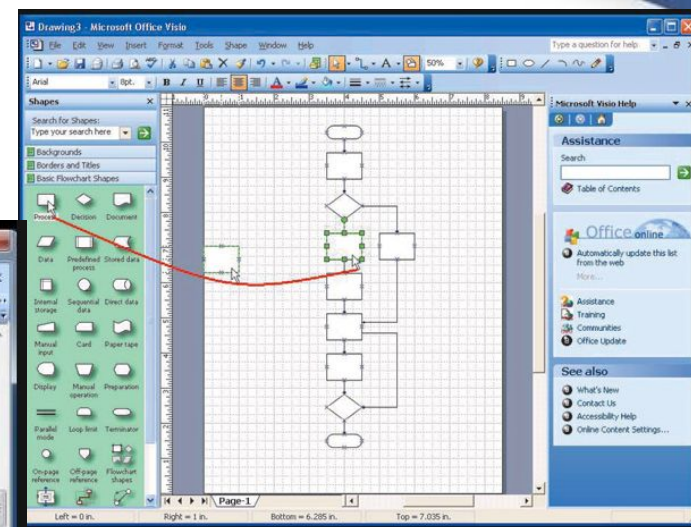 Drawing3 - Microsoft Office Visio
File Edit View Insert Format Tools Shape Window Help
Type a question for help
50%
Arial
8pt.
B I U
Shapes
Search for Shapes:
Type your search here
Backgrounds
Borders and Titles
Basic Flowchart Shapes
Process Decision Document
Data Predefined process Stored data
Internal storage Sequential data Direct data
Manual input Card Paper tape
Display Manual operation Preparation
Parallel mode Loop limit Terminator
On-page reference Off-page reference Flowchart shapes
Page-1
Left = 0 in. Right = 1 in. Bottom = 6.285 in. Top = 7.035 in.
Microsoft Visio Help
Assistance
Search
Table of Contents
Office online
Automatically update this list from the web
More...
Assistance
Training
Communities
Office Update
See also
What's New
Contact Us
Accessibility Help
Online Content Settings...